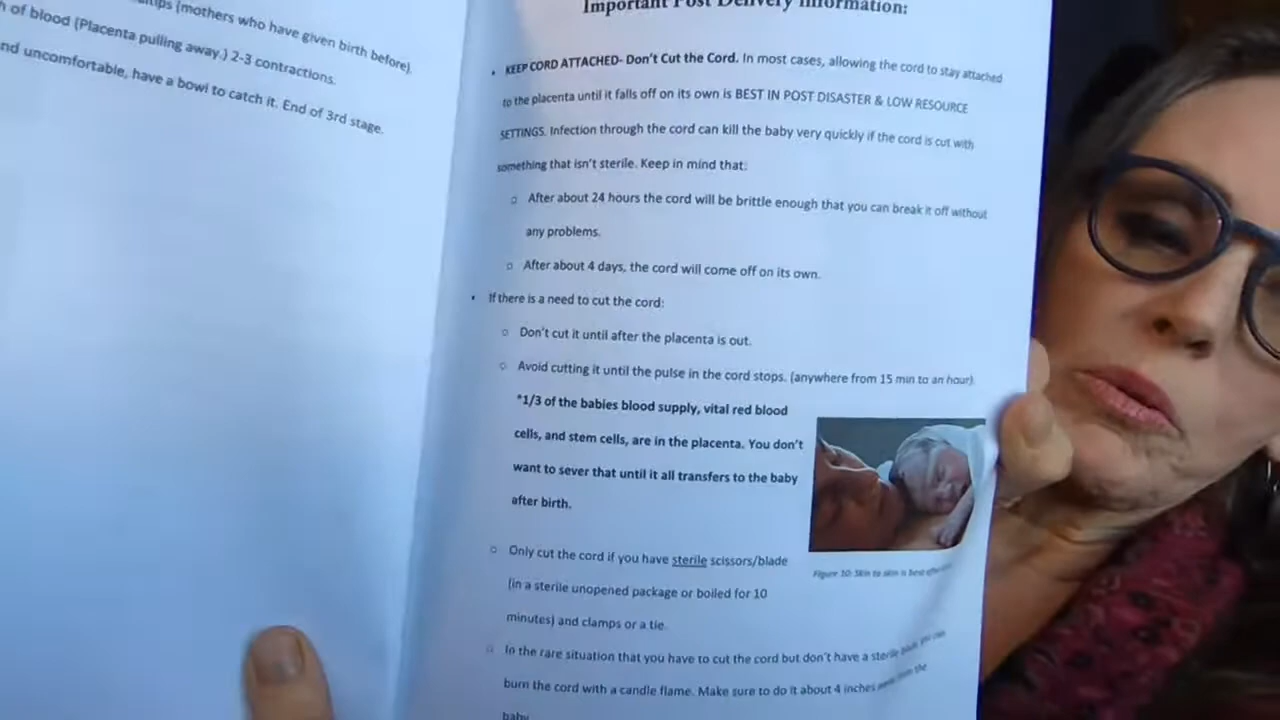 (mothers who have given birth before).
of blood (Placenta pulling away.) 2-3 contractions.
nd uncomfortable, have a bowl to catch it. End of 3rd stage.
Important Post Delivery Information:
• KEEP CORD ATTACHED- Don't Cut the Cord. In most cases, allowing the cord to stay attached
to the placenta until it falls off on its own is BEST IN POST DISASTER & LOW RESOURCE
SETTINGS. Infection through the cord can kill the baby very quickly if the cord is cut with
something that isn't sterile. Keep in mind that:
o After about 24 hours the cord will be brittle enough that you can break it off without
any problems.
o After about 4 days, the cord will come off on its own.
• If there is a need to cut the cord:
o Don't cut it until after the placenta is out.
o Avoid cutting it until the pulse in the cord stops. (anywhere from 15 min to an hour)
*1/3 of the babies blood supply, vital red blood
cells, and stem cells, are in the placenta. You don't
want to sever that until it all transfers to the baby
after birth.
o Only cut the cord if you have sterile scissors/blade
(in a sterile unopened package or boiled for 10
minutes) and clamps or a tie.
Figure 10: Skin to skin is best
o In the rare situation that you have to cut the cord but don't have a sterile blade you can
burn the cord with a candle flame. Make sure to do it about 4 inches away from the
baby